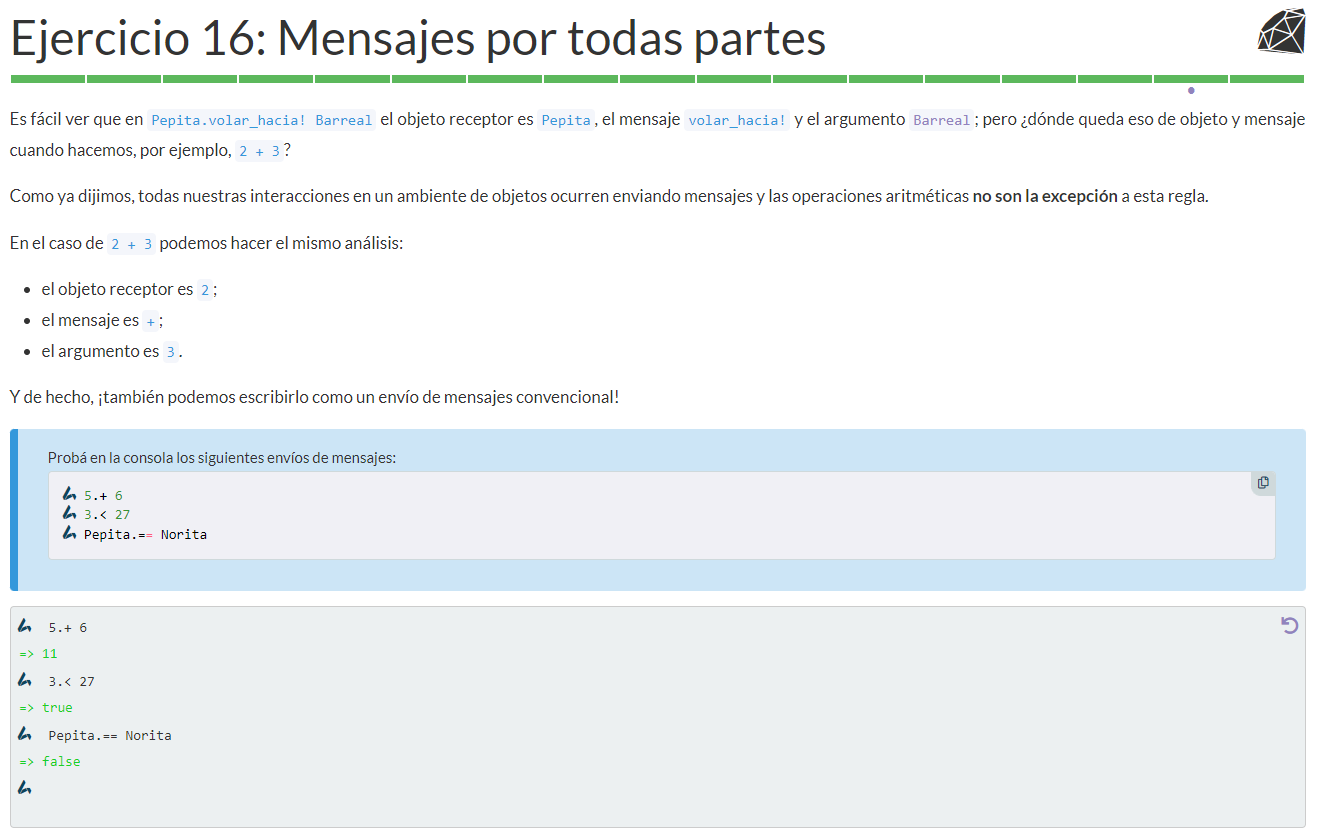 Ejercicio 16: Mensajes por todas partes
Es fácil ver que en Pepita.volar_hacia! Barreal el objeto receptor es Pepita, el mensaje volar_hacia! y el argumento Barreal; pero ¿dónde queda eso de objeto y mensaje
cuando hacemos, por ejemplo, 2 + 3?
Como ya dijimos, todas nuestras interacciones en un ambiente de objetos ocurren enviando mensajes y las operaciones aritméticas no son la excepción a esta regla.
En el caso de 2 + 3 podemos hacer el mismo análisis:
• el objeto receptor es 2;
• el mensaje es +;
• el argumento es 3.
Y de hecho, ¡también podemos escribirlo como un envío de mensajes convencional!
Probá en la consola los siguientes envíos de mensajes:
5.+ 6
3.< 27
Pepita.== Norita
5.+ 6
=> 11
3.< 27
=> true
Pepita.== Norita
=> false